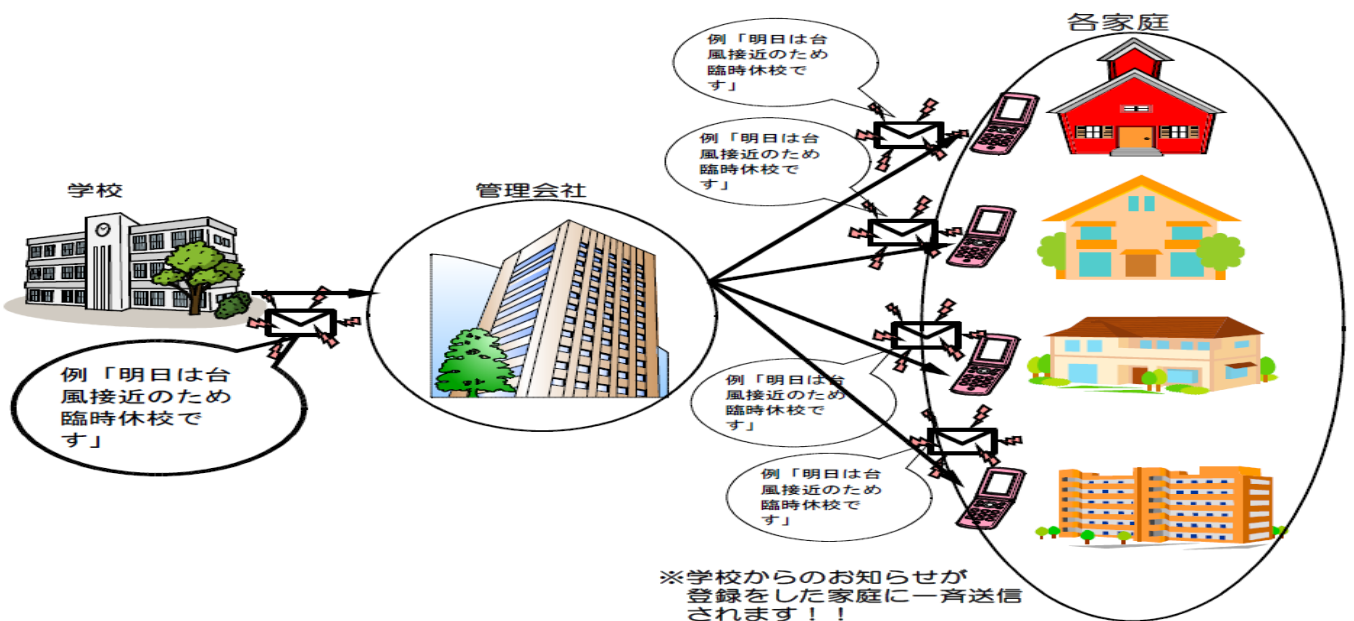 各家庭
例「明日は台
風接近のため
臨時休校で
す」
例「明日は台
風接近のため
臨時休校で
す」
学校
管理会社
例「明日は台
風接近のため
臨時休校で
す」
例「明日は台
風接近のため
臨時休校で
す」
例「明日は台
風接近のため
臨時休校で
す」
※学校からのお知らせが
登録をした家庭に一斉送信
されます！！